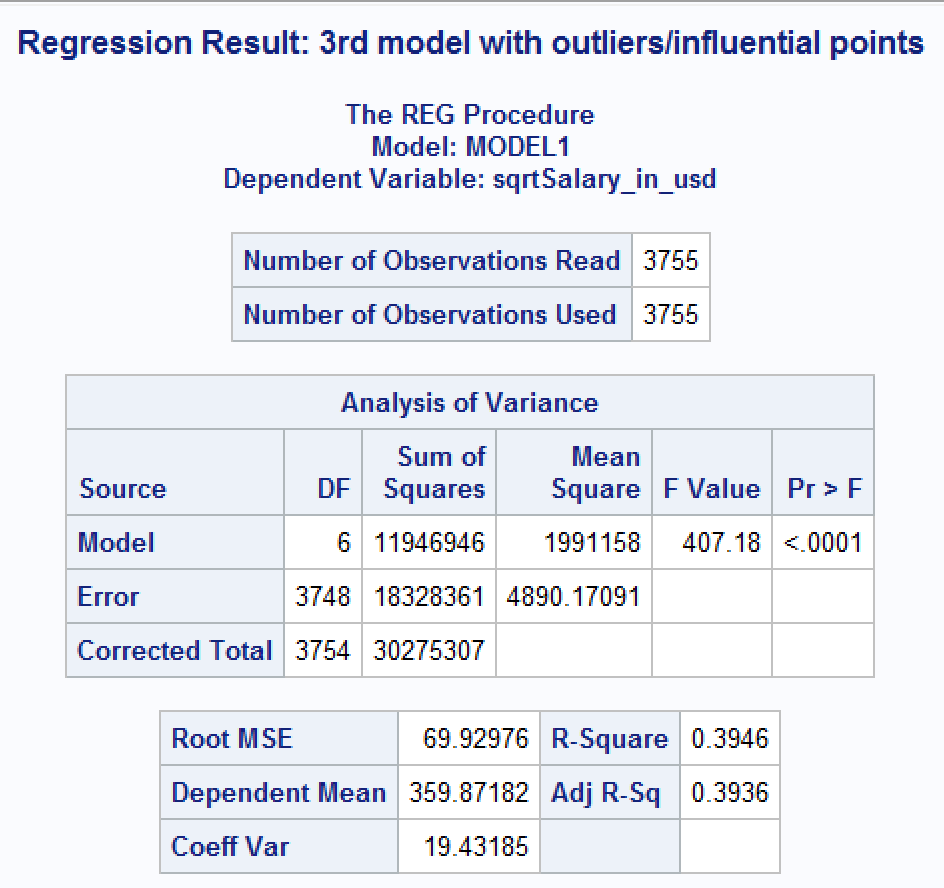 Regression Result: 3rd model with outliers/influential points
The REG Procedure
Model: MODEL1
Dependent Variable: sqrtSalary_in_usd
Number of Observations Read 3755
Number of Observations Used 3755
Analysis of Variance
Source DF Sum of Squares Mean Square F Value Pr > F
Model 6 11946946 1991158 407.18 <.0001
Error 3748 18328361 4890.17091
Corrected Total 3754 30275307
Root MSE 69.92976 R-Square 0.3946
Dependent Mean 359.87182 Adj R-Sq 0.3936
Coeff Var 19.43185